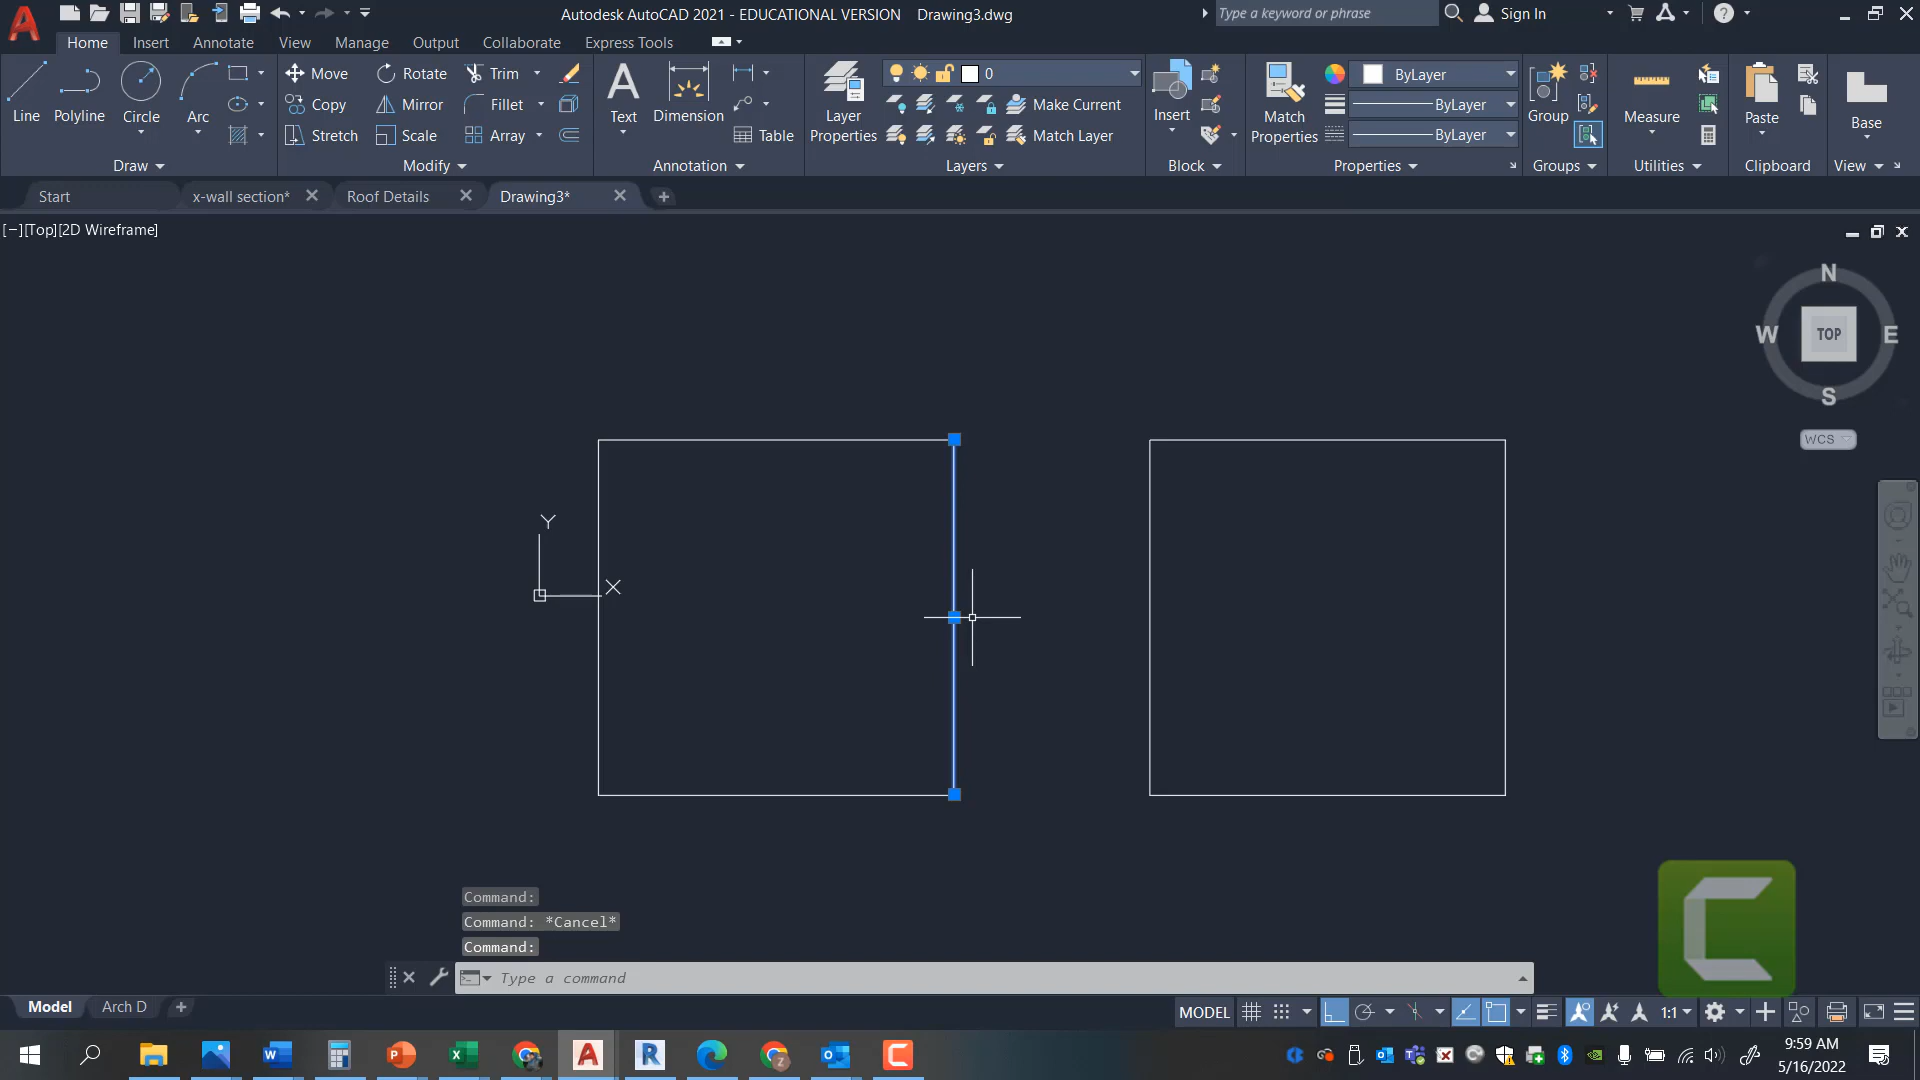 Autodesk AutoCAD 2021 - EDUCATIONAL VERSION Drawing3.dwg
Type a keyword or phrase
Sign In
Home Insert Annotate View Manage Output Collaborate Express Tools
Line Polyline Circle Arc
Move Rotate Trim
Copy Mirror Fillet
Stretch Scale Array
Text Dimension Table
Layer Properties
0
Make Current
Match Layer
Insert
Match Properties
ByLayer
ByLayer
ByLayer
Group
Measure
Paste
Base
Draw Modify Annotation Layers Block Properties Groups Utilities Clipboard View
Start x-wall section* Roof Details Drawing3*
[−][Top][2D Wireframe]
N
W TOP E
S
WCS
Y
X
Command:
Command: *Cancel*
Command:
Type a command
Model Arch D
MODEL 1:1
9:59 AM
5/16/2022